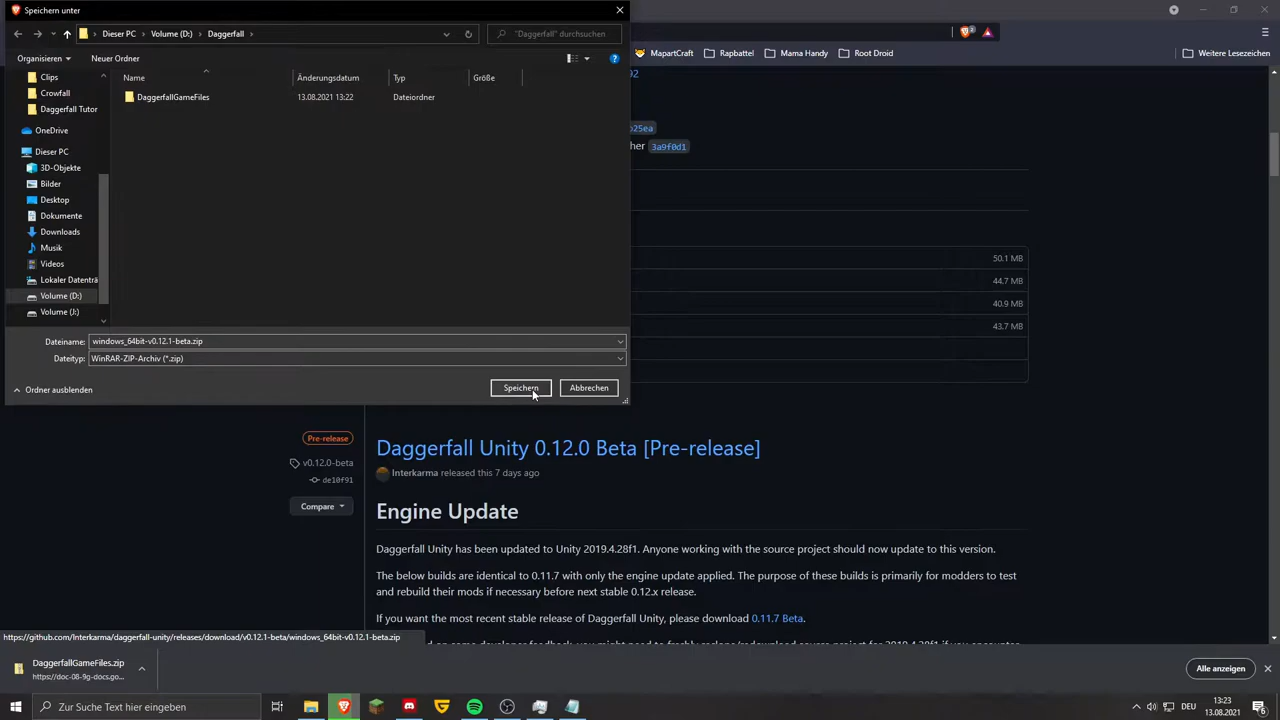 Speichern unter
Dieser PC > Volume (D:) > Daggerfall >
"Daggerfall" durchsuchen
MapartCraft
Rapbattel
Mama Handy
Root Droid
Weitere Lesezeichen
Organisieren
Neuer Ordner
Clips
Crowfall
Daggerfall Tutor
OneDrive
Dieser PC
3D-Objekte
Bilder
Desktop
Dokumente
Downloads
Musik
Videos
Lokaler Datenträ
Volume (D:)
Volume (J:)
Name
Änderungsdatum
Typ
Größe
DaggerfallGameFiles
13.08.2021 13:22
Dateiordner
Dateiname:
windows_64bit-v0.12.1-beta.zip
Dateityp:
WinRAR-ZIP-Archiv (*.zip)
Ordner ausblenden
Speichern
Abbrechen
92
b25ea
her 3a9f0d1
50.1 MB
44.7 MB
40.9 MB
43.7 MB
Pre-release
v0.12.0-beta
de10f91
Compare
Daggerfall Unity 0.12.0 Beta [Pre-release]
Interkarma released this 7 days ago
Engine Update
Daggerfall Unity has been updated to Unity 2019.4.28f1. Anyone working with the source project should now update to this version.
The below builds are identical to 0.11.7 with only the engine update applied. The purpose of these builds is primarily for modders to test
and rebuild their mods if necessary before next stable 0.12.x release.
If you want the most recent stable release of Daggerfall Unity, please download 0.11.7 Beta.
https://github.com/Interkarma/daggerfall-unity/releases/download/v0.12.1-beta/windows_64bit-v0.12.1-beta.zip
DaggerfallGameFiles.zip
https://doc-08-9g-docs.go...
Alle anzeigen
Zur Suche Text hier eingeben
DEU
13:23
13.08.2021